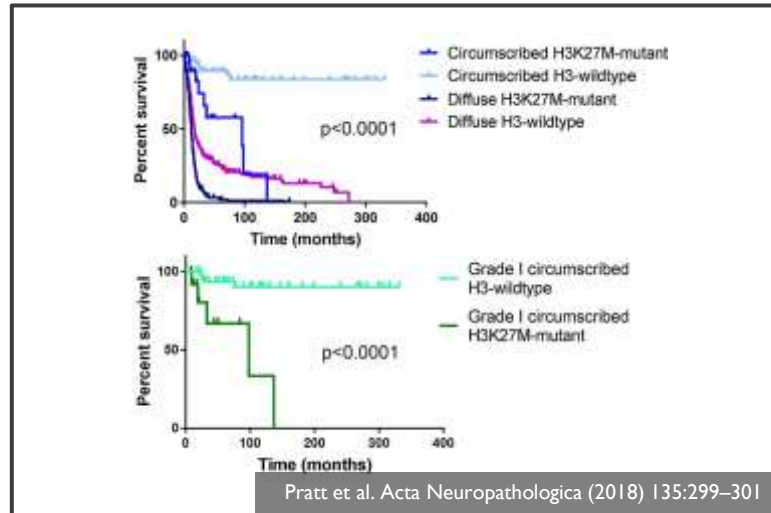 Circumscribed H3K27M-mutant
Circumscribed H3-wildtype
Diffuse H3K27M-mutant
Diffuse H3-wildtype
Percent survival
100
50
0
p<0.0001
0 100 200 300 400
Time (months)
Grade I circumscribed
H3-wildtype
Grade I circumscribed
H3K27M-mutant
Percent survival
100
50
0
p<0.0001
0 100 200 300 400
Time (months)
Pratt et al. Acta Neuropathologica (2018) 135:299–301